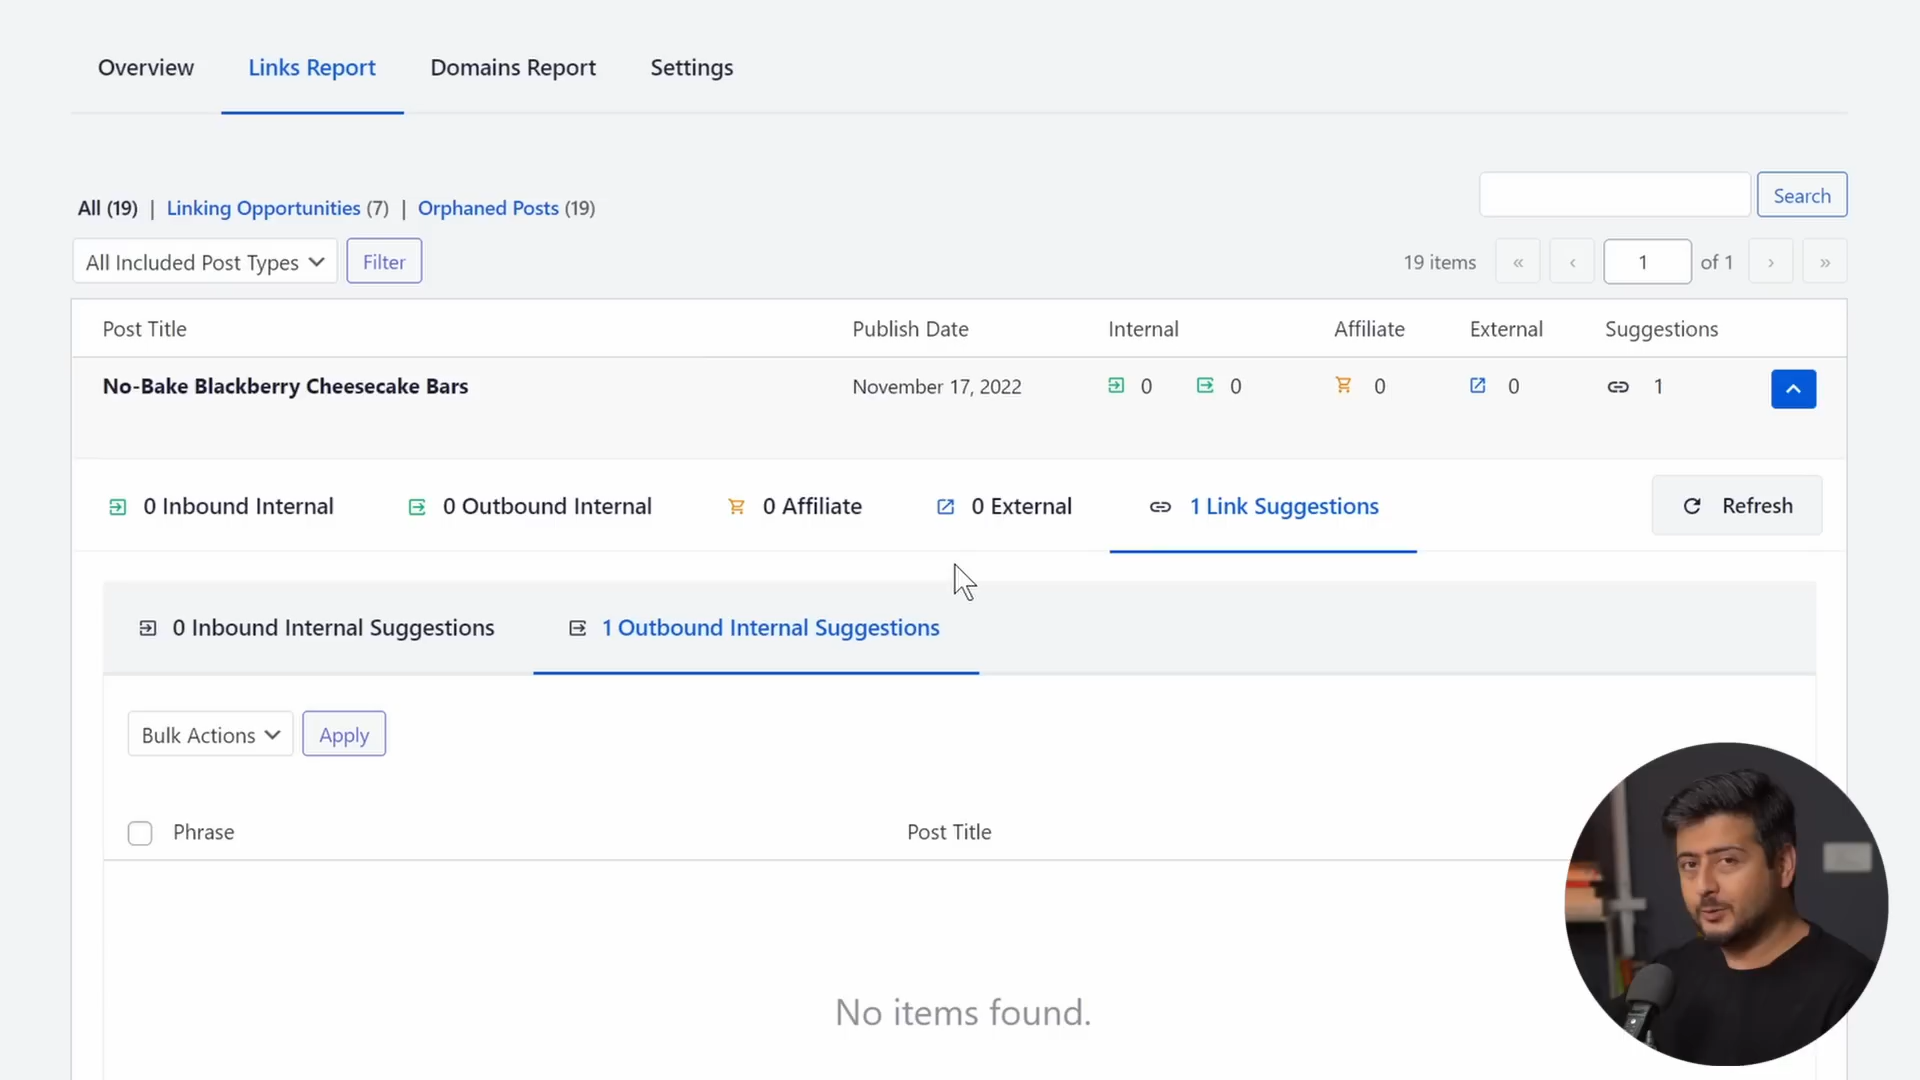 Overview Links Report Domains Report Settings
All (19) | Linking Opportunities (7) | Orphaned Posts (19)
Search
All Included Post Types Filter
19 items « ‹ 1 of 1 › »
Post Title Publish Date Internal Affiliate External Suggestions
No-Bake Blackberry Cheesecake Bars November 17, 2022 0 0 0 0 1
0 Inbound Internal 0 Outbound Internal 0 Affiliate 0 External 1 Link Suggestions Refresh
0 Inbound Internal Suggestions 1 Outbound Internal Suggestions
Bulk Actions Apply
Phrase Post Title
No items found.